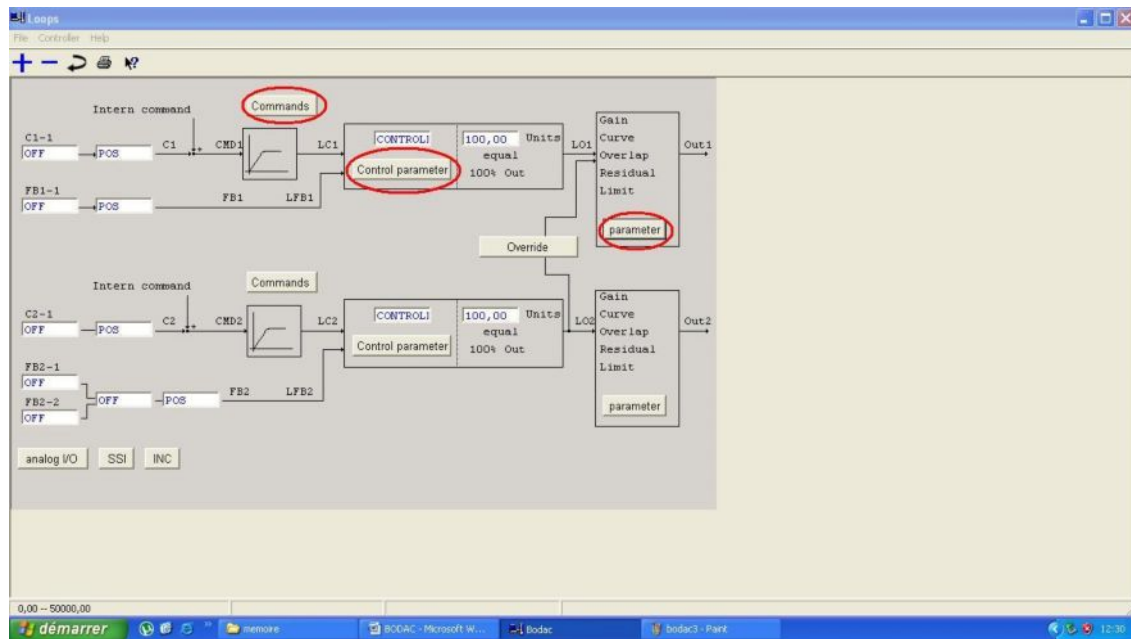 Loops
File Controller Help
Intern command
Commands
C1-1
OFF
POS
C1
CMD1
LC1
CONTROLI
100,00 Units
equal
100% Out
Control parameter
LO1
Gain
Curve
Overlap
Residual
Limit
parameter
Out1
FB1-1
OFF
POS
FB1
LFB1
Override
Intern command
Commands
C2-1
OFF
POS
C2
CMD2
LC2
CONTROLI
100,00 Units
equal
100% Out
Control parameter
LO2
Gain
Curve
Overlap
Residual
Limit
parameter
Out2
FB2-1
OFF
FB2-2
OFF
OFF
POS
FB2
LFB2
analog I/O SSI INC
0,00 -- 50000,00
démarrer
memoire
BODAC - Microsoft W...
Bodac
bodac3 - Paint
12:30